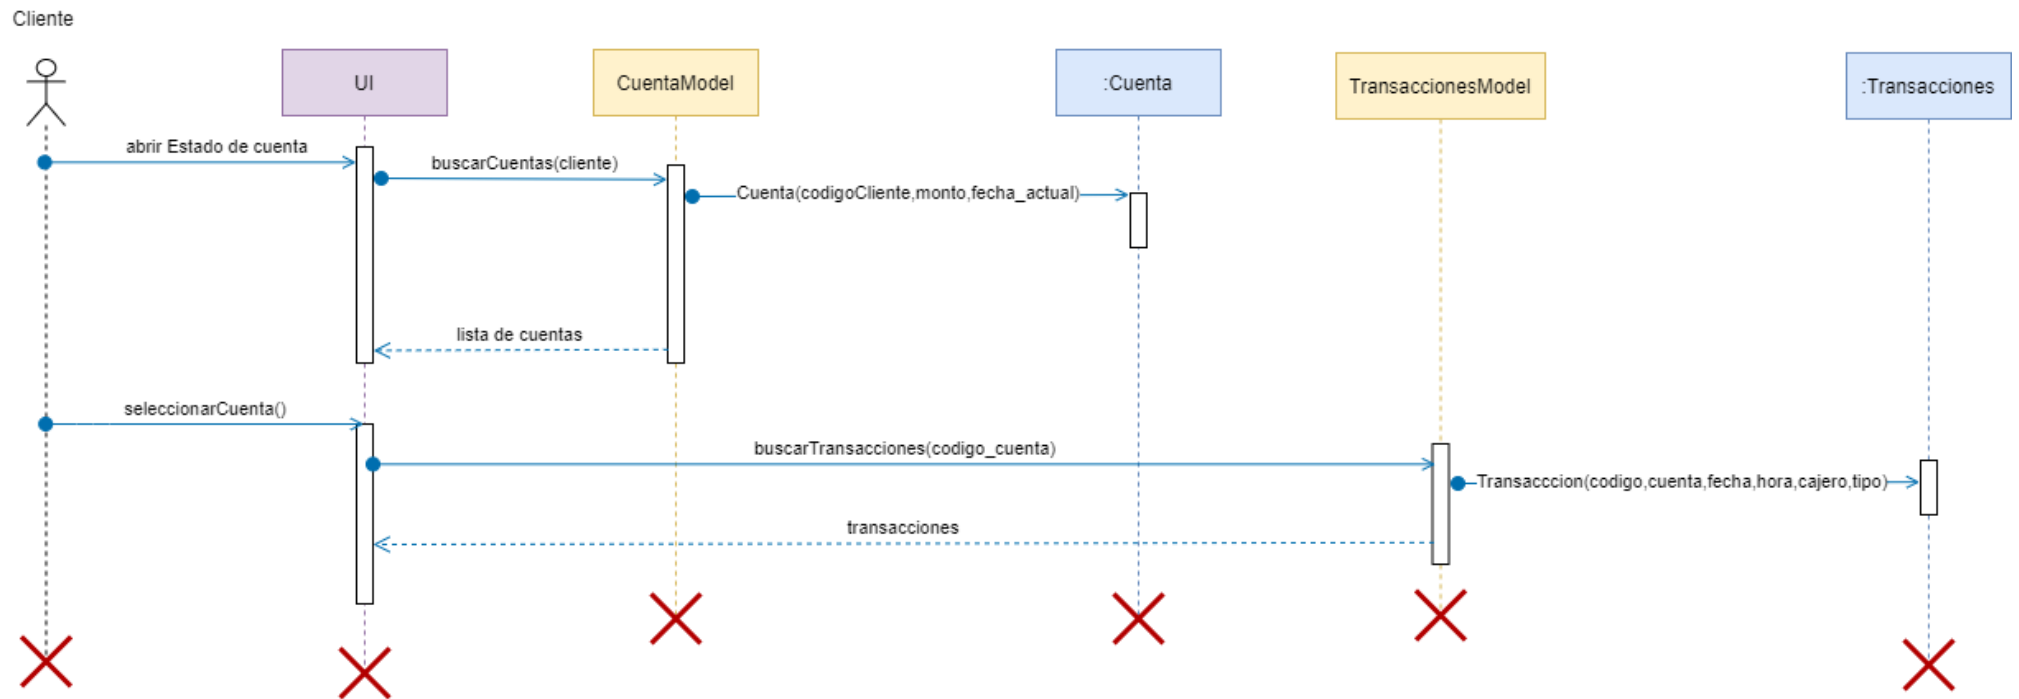 Cliente
UI
CuentaModel
:Cuenta
TransaccionesModel
:Transacciones
abrir Estado de cuenta
buscarCuentas(cliente)
Cuenta(codigoCliente,monto,fecha_actual)
lista de cuentas
seleccionarCuenta()
buscarTransacciones(codigo_cuenta)
Transacccion(codigo,cuenta,fecha,hora,cajero,tipo)
transacciones